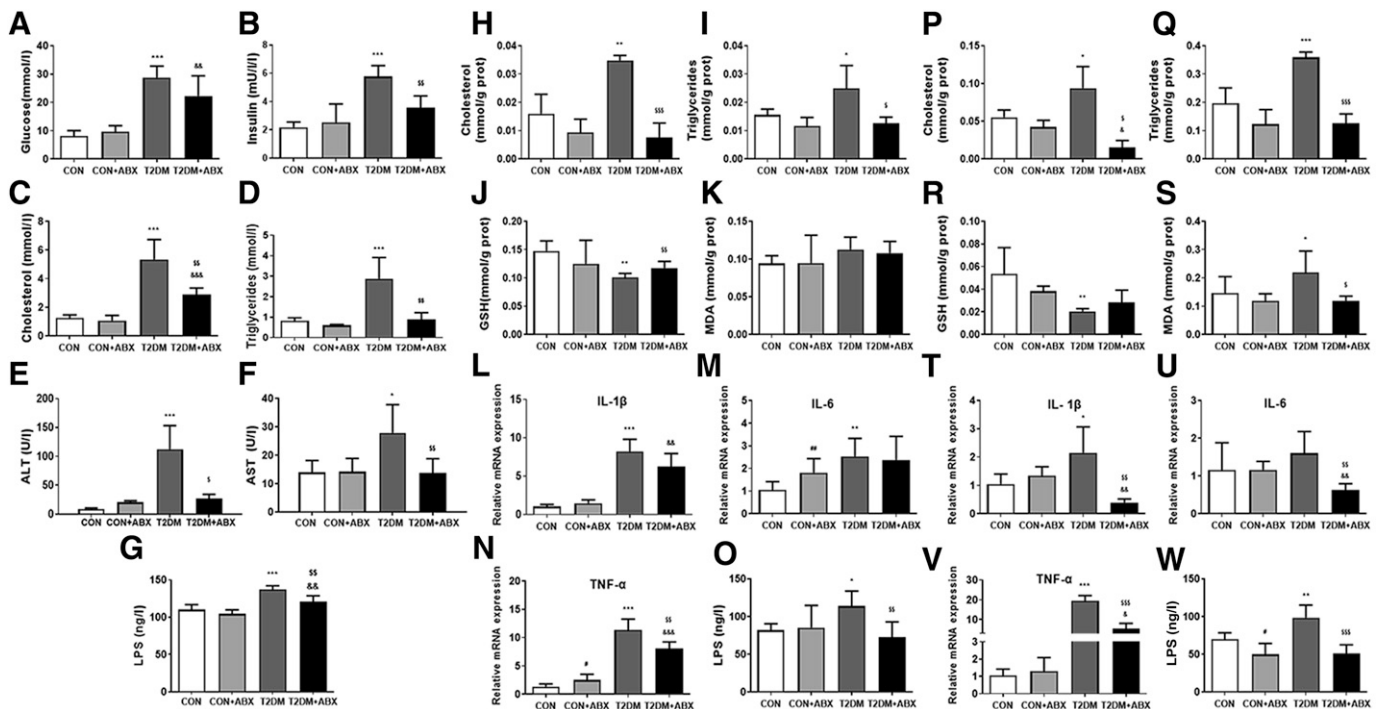 A
Glucose(mmol/l)
40
30
20
10
0
***
&&
CON CON+ABX T2DM T2DM+ABX
B
Insulin (mU/l/l)
8
6
4
2
0
***
$$
CON CON+ABX T2DM T2DM+ABX
H
Cholesterol
(mmol/g prot)
0.04
0.03
0.02
0.01
0.00
**
$$$
CON CON+ABX T2DM T2DM+ABX
I
Triglycerides
(mmol/g prot)
0.04
0.03
0.02
0.01
0.00
*
$
CON CON+ABX T2DM T2DM+ABX
P
Cholesterol
(mmol/g prot)
0.15
0.10
0.05
0.00
*
$
&
CON CON+ABX T2DM T2DM+ABX
Q
Triglycerides
(mmol/g prot)
0.4
0.3
0.2
0.1
0.0
***
$$$
CON CON+ABX T2DM T2DM+ABX
C
Cholesterol (mmol/l)
8
6
4
2
0
***
$$
&&&
CON CON+ABX T2DM T2DM+ABX
D
Triglycerides (mmol/l)
5
4
3
2
1
0
***
CON CON+ABX T2DM T2DM+ABX
J
GSH(mmol/g prot)
0.20
0.15
0.10
0.05
0.00
**
$$
CON CON+ABX T2DM T2DM+ABX
K
MDA (mmol/g prot)
0.15
0.10
0.05
0.00
CON CON+ABX T2DM T2DM+ABX
R
GSH (mmol/g prot)
0.10
0.08
0.06
0.04
0.02
0.00
**
CON CON+ABX T2DM T2DM+ABX
S
MDA (mmol/g prot)
0.4
0.3
0.2
0.1
0.0
*
$
CON CON+ABX T2DM T2DM+ABX
E
ALT (U/l)
200
150
100
50
0
***
$
CON CON+ABX T2DM T2DM+ABX
F
AST (U/l)
40
30
20
10
0
*
$$
CON CON+ABX T2DM T2DM+ABX
L
Relative mRNA expression
IL-1β
15
10
5
0
***
&&
CON CON+ABX T2DM T2DM+ABX
M
Relative mRNA expression
IL-6
6
4
2
0
##
**
CON CON+ABX T2DM T2DM+ABX
T
Relative mRNA expression
IL- 1β
4
3
2
1
0
*
$$
&&
CON CON+ABX T2DM T2DM+ABX
U
Relative mRNA expression
IL-6
3
2
1
0
$$
&&
CON CON+ABX T2DM T2DM+ABX
G
LPS (ng/l)
150
100
50
0
***
$$
&&
CON CON+ABX T2DM T2DM+ABX
N
Relative mRNA expression
TNF-α
20
15
10
5
0
#
***
$$
&&&
CON CON+ABX T2DM T2DM+ABX
O
LPS (ng/l)
150
100
50
0
*
$$
CON CON+ABX T2DM T2DM+ABX
V
Relative mRNA expression
TNF-α
30
20
10
2
1
0
***
$$$
&
CON CON+ABX T2DM T2DM+ABX
W
LPS (ng/l)
150
100
50
0
#
**
$$$
CON CON+ABX T2DM T2DM+ABX